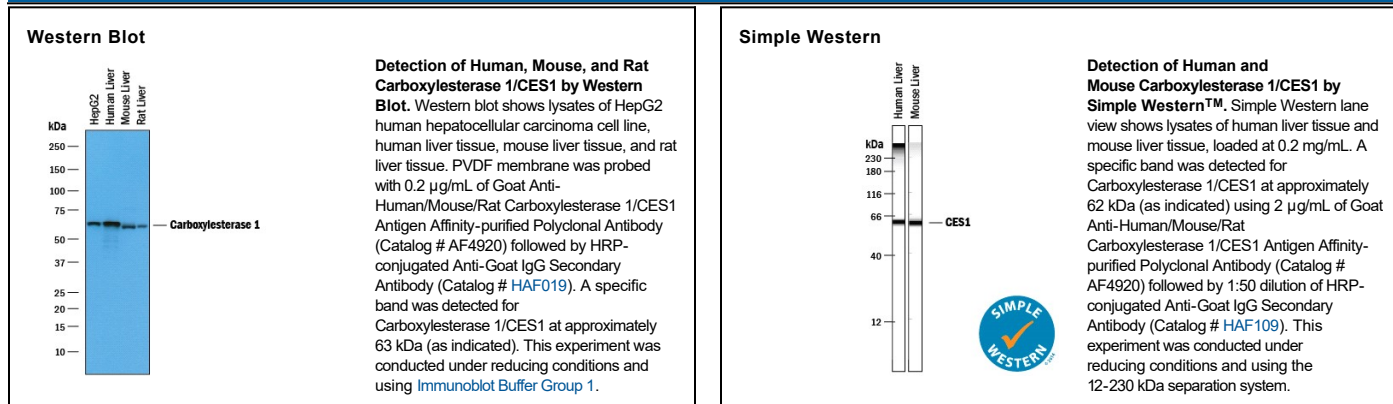 Western Blot
HepG2
Human Liver
Mouse Liver
Rat Liver
kDa
250
150
100
75
50
37
25
20
15
10
Carboxylesterase 1
Detection of Human, Mouse, and Rat
Carboxylesterase 1/CES1 by Western
Blot. Western blot shows lysates of HepG2
human hepatocellular carcinoma cell line,
human liver tissue, mouse liver tissue, and rat
liver tissue. PVDF membrane was probed
with 0.2 µg/mL of Goat Anti-
Human/Mouse/Rat Carboxylesterase 1/CES1
Antigen Affinity-purified Polyclonal Antibody
(Catalog # AF4920) followed by HRP-
conjugated Anti-Goat IgG Secondary
Antibody (Catalog # HAF019). A specific
band was detected for
Carboxylesterase 1/CES1 at approximately
63 kDa (as indicated). This experiment was
conducted under reducing conditions and
using Immunoblot Buffer Group 1.
Simple Western
Human Liver
Mouse Liver
kDa
230
180
116
66
40
12
CES1
SIMPLE
WESTERN
Detection of Human and
Mouse Carboxylesterase 1/CES1 by
Simple Western™. Simple Western lane
view shows lysates of human liver tissue and
mouse liver tissue, loaded at 0.2 mg/mL. A
specific band was detected for
Carboxylesterase 1/CES1 at approximately
62 kDa (as indicated) using 2 µg/mL of Goat
Anti-Human/Mouse/Rat
Carboxylesterase 1/CES1 Antigen Affinity-
purified Polyclonal Antibody (Catalog #
AF4920) followed by 1:50 dilution of HRP-
conjugated Anti-Goat IgG Secondary
Antibody (Catalog # HAF109). This
experiment was conducted under
reducing conditions and using the
12-230 kDa separation system.